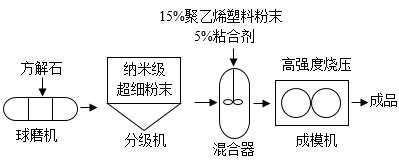 15%聚乙烯塑料粉末
5%粘合剂
方解石
纳米级
超细粉末
高强度烧压
成品
球磨机
分级机
混合器
成模机